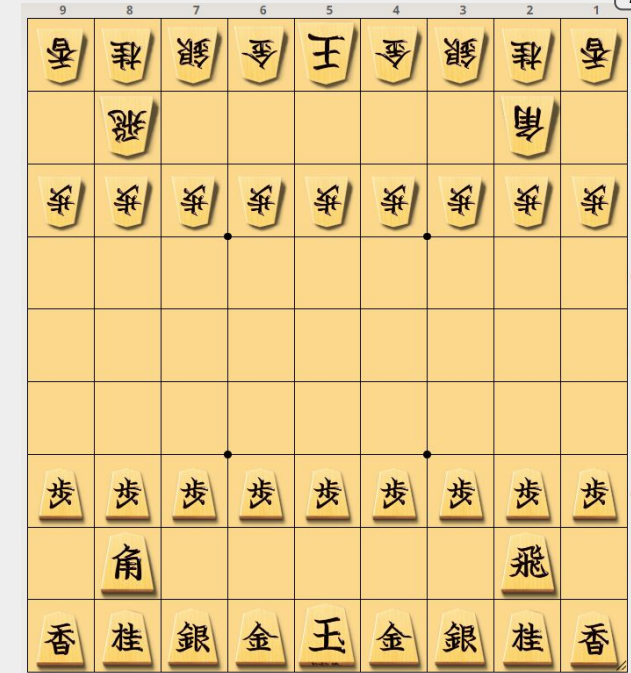 9 8 7 6 5 4 3 2 1
香 桂 銀 金 王 金 銀 桂 香
飛 角
歩 歩 歩 歩 歩 歩 歩 歩 歩
歩 歩 歩 歩 歩 歩 歩 歩 歩
角 飛
香 桂 銀 金 王 金 銀 桂 香